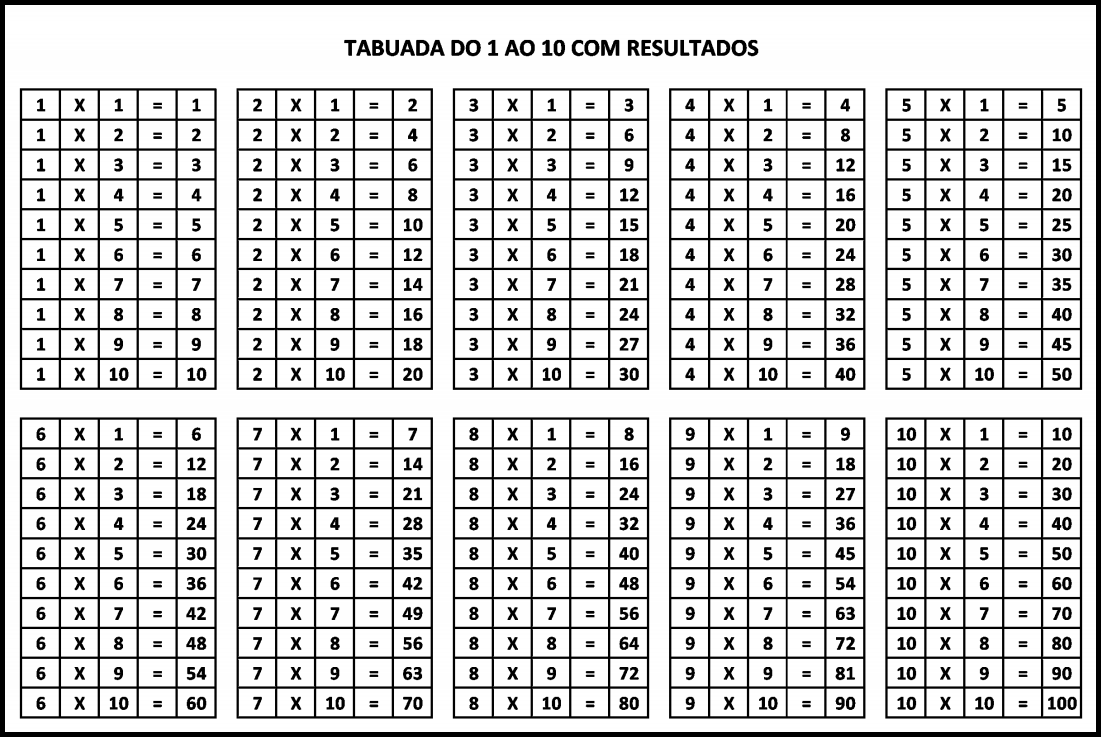 TABUADA DO 1 AO 10 COM RESULTADOS
1 X 1 = 1 2 X 1 = 2 3 X 1 = 3 4 X 1 = 4 5 X 1 = 5
1 X 2 = 2 2 X 2 = 4 3 X 2 = 6 4 X 2 = 8 5 X 2 = 10
1 X 3 = 3 2 X 3 = 6 3 X 3 = 9 4 X 3 = 12 5 X 3 = 15
1 X 4 = 4 2 X 4 = 8 3 X 4 = 12 4 X 4 = 16 5 X 4 = 20
1 X 5 = 5 2 X 5 = 10 3 X 5 = 15 4 X 5 = 20 5 X 5 = 25
1 X 6 = 6 2 X 6 = 12 3 X 6 = 18 4 X 6 = 24 5 X 6 = 30
1 X 7 = 7 2 X 7 = 14 3 X 7 = 21 4 X 7 = 28 5 X 7 = 35
1 X 8 = 8 2 X 8 = 16 3 X 8 = 24 4 X 8 = 32 5 X 8 = 40
1 X 9 = 9 2 X 9 = 18 3 X 9 = 27 4 X 9 = 36 5 X 9 = 45
1 X 10 = 10 2 X 10 = 20 3 X 10 = 30 4 X 10 = 40 5 X 10 = 50
6 X 1 = 6 7 X 1 = 7 8 X 1 = 8 9 X 1 = 9 10 X 1 = 10
6 X 2 = 12 7 X 2 = 14 8 X 2 = 16 9 X 2 = 18 10 X 2 = 20
6 X 3 = 18 7 X 3 = 21 8 X 3 = 24 9 X 3 = 27 10 X 3 = 30
6 X 4 = 24 7 X 4 = 28 8 X 4 = 32 9 X 4 = 36 10 X 4 = 40
6 X 5 = 30 7 X 5 = 35 8 X 5 = 40 9 X 5 = 45 10 X 5 = 50
6 X 6 = 36 7 X 6 = 42 8 X 6 = 48 9 X 6 = 54 10 X 6 = 60
6 X 7 = 42 7 X 7 = 49 8 X 7 = 56 9 X 7 = 63 10 X 7 = 70
6 X 8 = 48 7 X 8 = 56 8 X 8 = 64 9 X 8 = 72 10 X 8 = 80
6 X 9 = 54 7 X 9 = 63 8 X 9 = 72 9 X 9 = 81 10 X 9 = 90
6 X 10 = 60 7 X 10 = 70 8 X 10 = 80 9 X 10 = 90 10 X 10 = 100